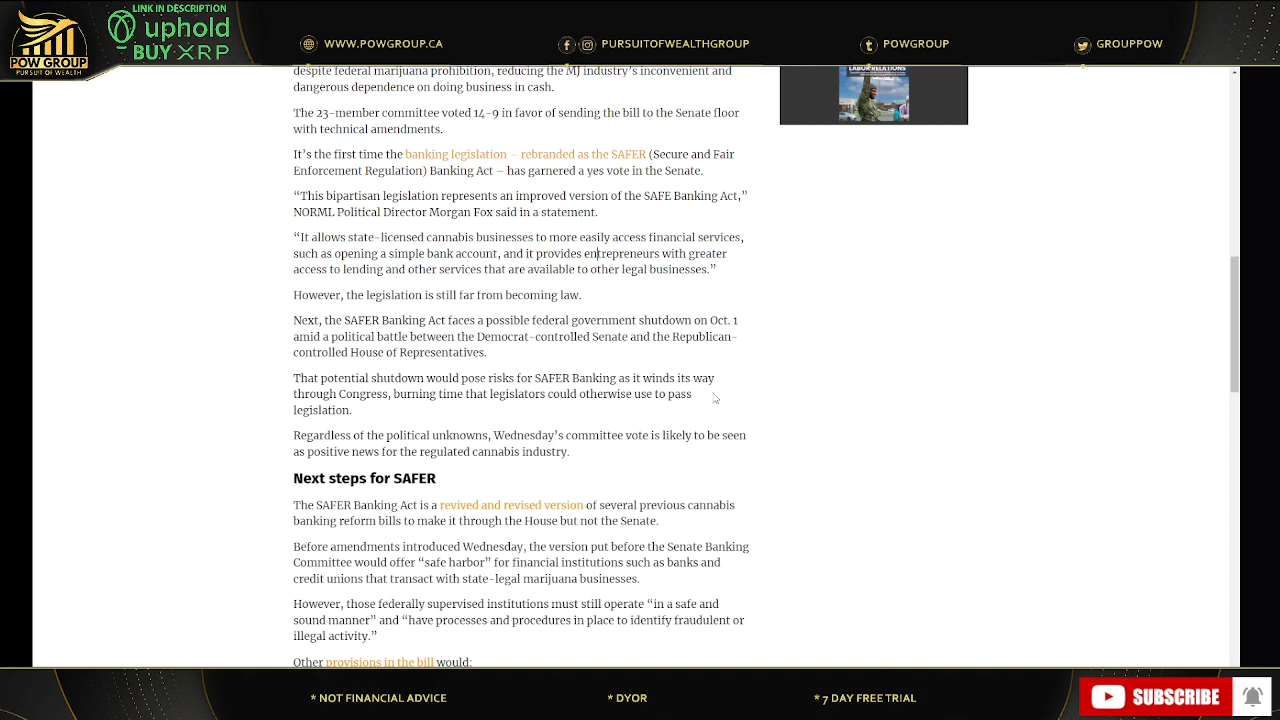 LINK IN DESCRIPTION
uphold
BUY XRP
POW GROUP
PURSUIT OF WEALTH
WWW.POWGROUP.CA
PURSUITOFWEALTHGROUP
POWGROUP
GROUPPOW
LABOR RELATIONS
despite federal marijuana prohibition, reducing the MJ industry’s inconvenient and
dangerous dependence on doing business in cash.
The 23-member committee voted 14-9 in favor of sending the bill to the Senate floor
with technical amendments.
It’s the first time the banking legislation – rebranded as the SAFER (Secure and Fair
Enforcement Regulation) Banking Act – has garnered a yes vote in the Senate.
“This bipartisan legislation represents an improved version of the SAFE Banking Act,”
NORML Political Director Morgan Fox said in a statement.
“It allows state-licensed cannabis businesses to more easily access financial services,
such as opening a simple bank account, and it provides entrepreneurs with greater
access to lending and other services that are available to other legal businesses.”
However, the legislation is still far from becoming law.
Next, the SAFER Banking Act faces a possible federal government shutdown on Oct. 1
amid a political battle between the Democrat-controlled Senate and the Republican-
controlled House of Representatives.
That potential shutdown would pose risks for SAFER Banking as it winds its way
through Congress, burning time that legislators could otherwise use to pass
legislation.
Regardless of the political unknowns, Wednesday’s committee vote is likely to be seen
as positive news for the regulated cannabis industry.
Next steps for SAFER
The SAFER Banking Act is a revived and revised version of several previous cannabis
banking reform bills to make it through the House but not the Senate.
Before amendments introduced Wednesday, the version put before the Senate Banking
Committee would offer “safe harbor” for financial institutions such as banks and
credit unions that transact with state-legal marijuana businesses.
However, those federally supervised institutions must still operate “in a safe and
sound manner” and “have processes and procedures in place to identify fraudulent or
illegal activity.”
Other provisions in the bill would:
* NOT FINANCIAL ADVICE
* DYOR
* 7 DAY FREE TRIAL
SUBSCRIBE